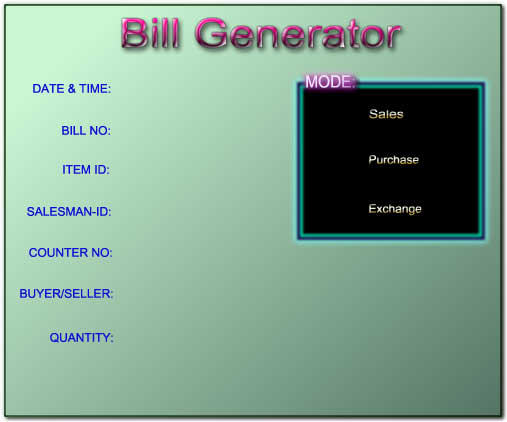 Bill Generator
DATE & TIME:
BILL NO:
ITEM ID:
SALESMAN-ID:
COUNTER NO:
BUYER/SELLER:
QUANTITY:
MODE:
Sales
Purchase
Exchange